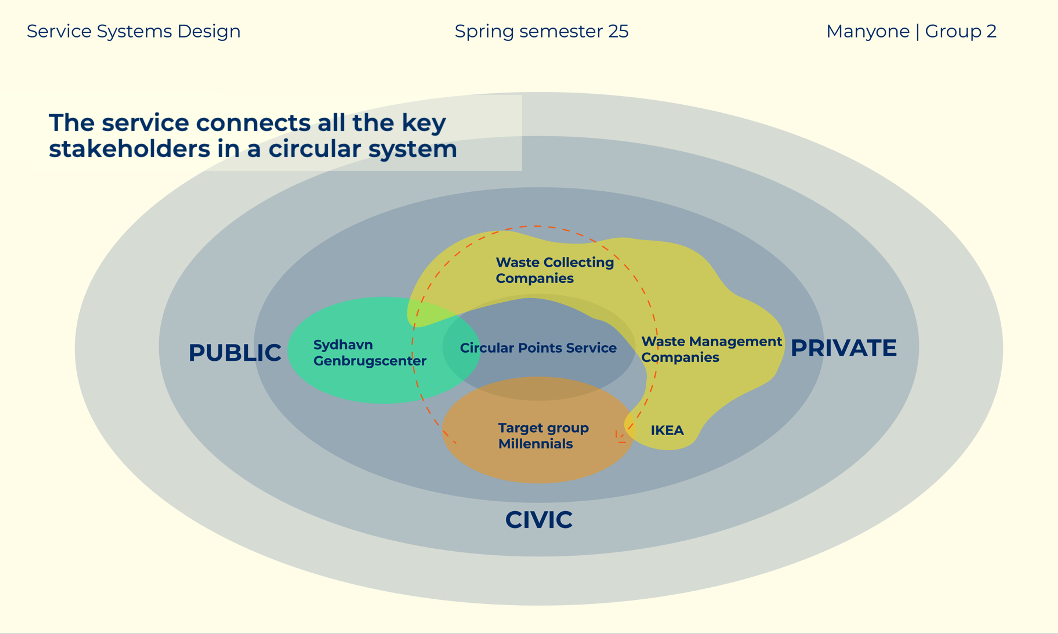 Service Systems Design
Spring semester 25
Manyone | Group 2
The service connects all the key
stakeholders in a circular system
Waste Collecting
Companies
Sydhavn
Genbrugscenter
Circular Points Service
Waste Management
Companies
PUBLIC
PRIVATE
Target group
Millennials
IKEA
CIVIC